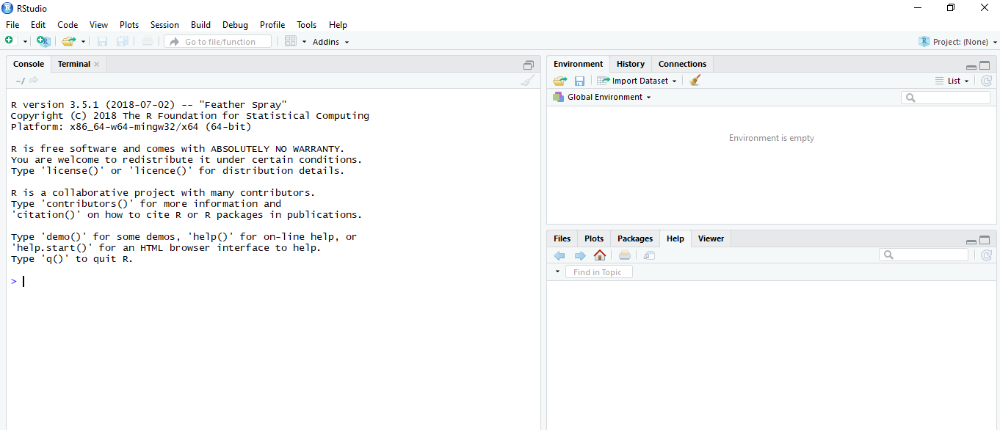 RStudio
File Edit Code View Plots Session Build Debug Profile Tools Help
Go to file/function Addins Project: (None)
Console Terminal
~/
R version 3.5.1 (2018-07-02) -- "Feather Spray"
Copyright (C) 2018 The R Foundation for Statistical Computing
Platform: x86_64-w64-mingw32/x64 (64-bit)
R is free software and comes with ABSOLUTELY NO WARRANTY.
You are welcome to redistribute it under certain conditions.
Type 'license()' or 'licence()' for distribution details.
R is a collaborative project with many contributors.
Type 'contributors()' for more information and
'citation()' on how to cite R or R packages in publications.
Type 'demo()' for some demos, 'help()' for on-line help, or
'help.start()' for an HTML browser interface to help.
Type 'q()' to quit R.
>
Environment History Connections
Import Dataset List
Global Environment
Environment is empty
Files Plots Packages Help Viewer
Find in Topic